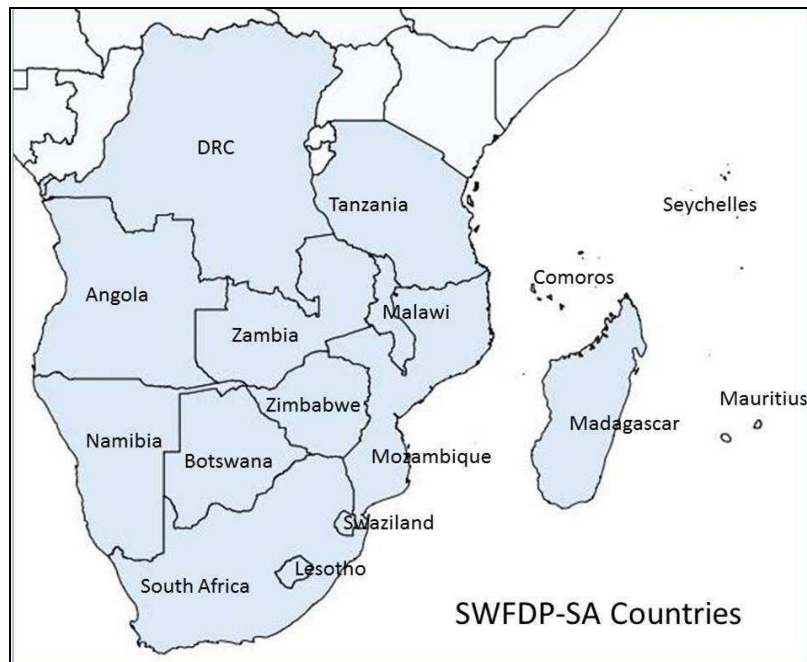 DRC
Tanzania
Seychelles
Comoros
Angola
Malawi
Zambia
Mauritius
Zimbabwe
Madagascar
Namibia
Mozambique
Botswana
Swaziland
Lesotho
South Africa
SWFDP-SA Countries